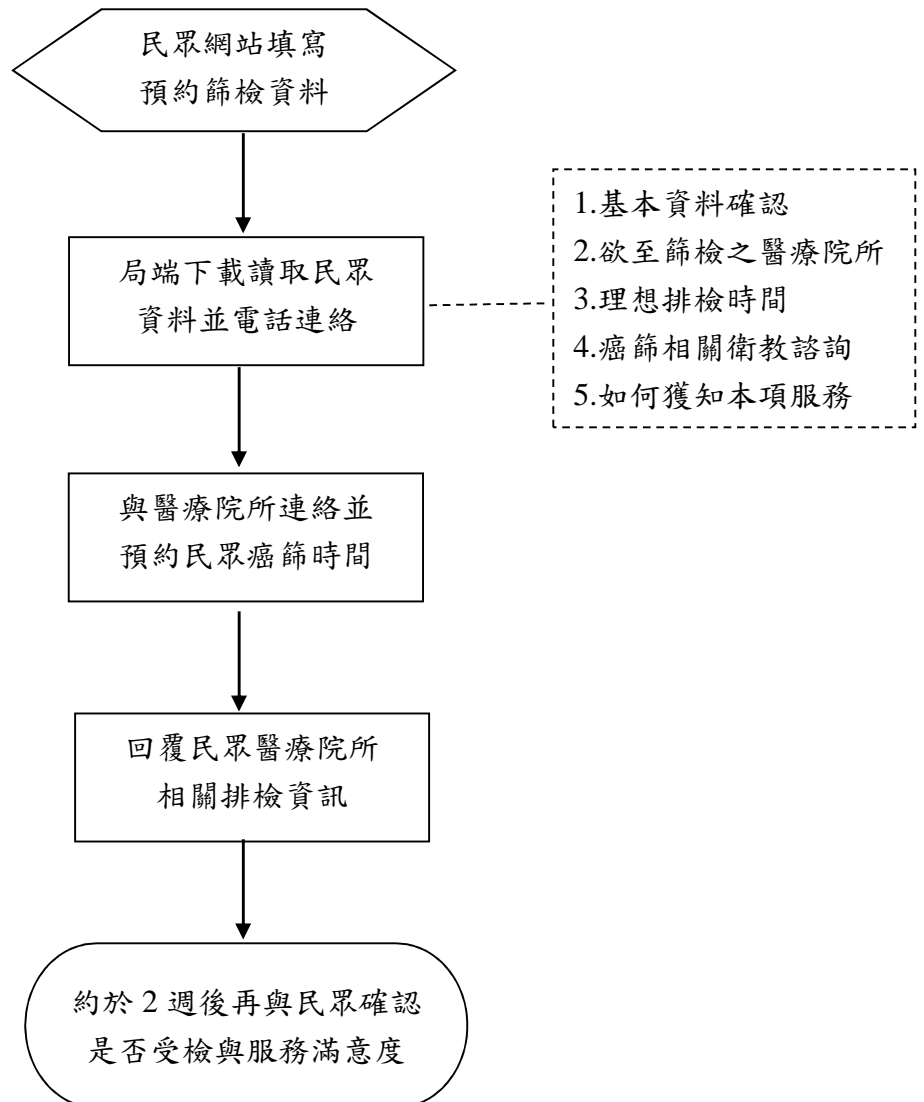 民眾網站填寫
預約篩檢資料
局端下載讀取民眾
資料並電話連絡
1.基本資料確認
2.欲至篩檢之醫療院所
3.理想排檢時間
4.癌篩相關衛教諮詢
5.如何獲知本項服務
與醫療院所連絡並
預約民眾癌篩時間
回覆民眾醫療院所
相關排檢資訊
約於 2 週後再與民眾確認
是否受檢與服務滿意度